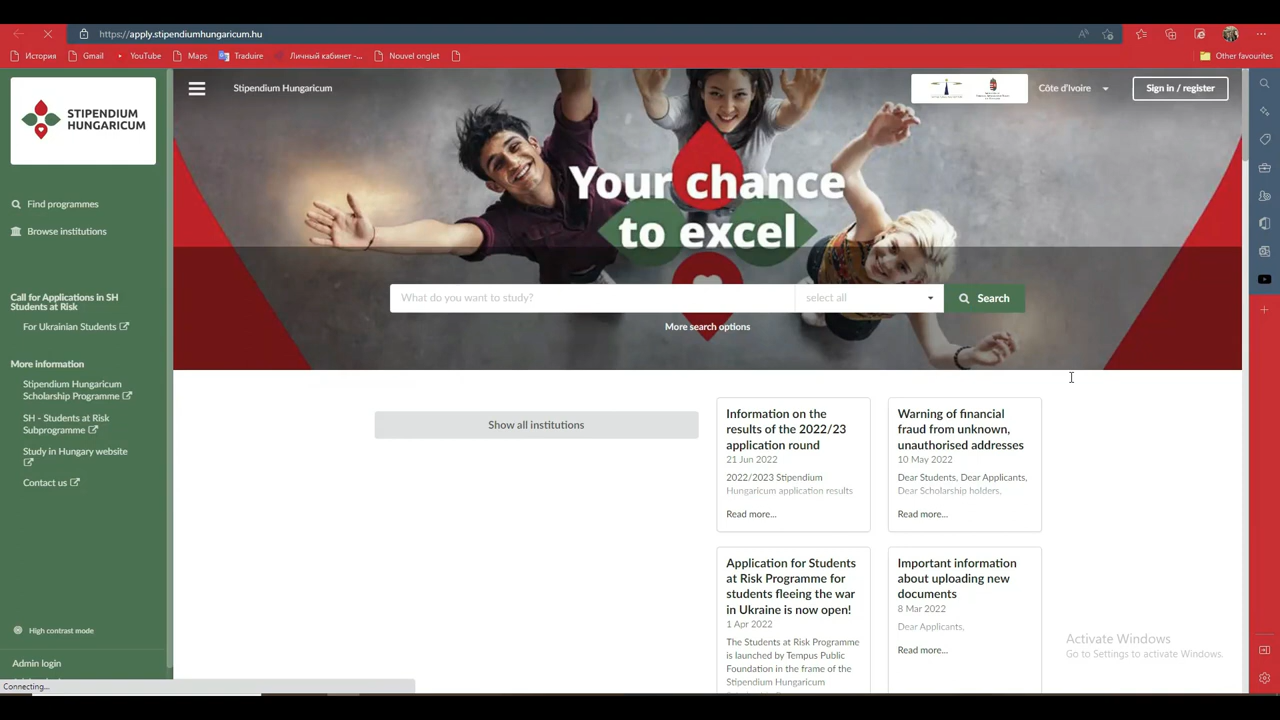 https://apply.stipendiumhungaricum.hu
История
Gmail
YouTube
Maps
Traduire
Личный кабинет -...
Nouvel onglet
Other favourites
STIPENDIUM
HUNGARICUM
Stipendium Hungaricum
Côte d'Ivoire
Sign in / register
Find programmes
Browse institutions
Call for Applications in SH
Students at Risk
For Ukrainian Students
More information
Stipendium Hungaricum
Scholarship Programme
SH - Students at Risk
Subprogramme
Study in Hungary website
Contact us
High contrast mode
Admin login
Connecting...
Your chance
to excel
What do you want to study?
select all
Search
More search options
Show all institutions
Information on the
results of the 2022/23
application round
21 Jun 2022
2022/2023 Stipendium
Hungaricum application results
Read more...
Warning of financial
fraud from unknown,
unauthorised addresses
10 May 2022
Dear Students, Dear Applicants,
Dear Scholarship holders,
Read more...
Application for Students
at Risk Programme for
students fleeing the war
in Ukraine is now open!
1 Apr 2022
The Students at Risk Programme
is launched by Tempus Public
Foundation in the frame of the
Stipendium Hungaricum
Important information
about uploading new
documents
8 Mar 2022
Dear Applicants,
Read more...
Activate Windows
Go to Settings to activate Windows.